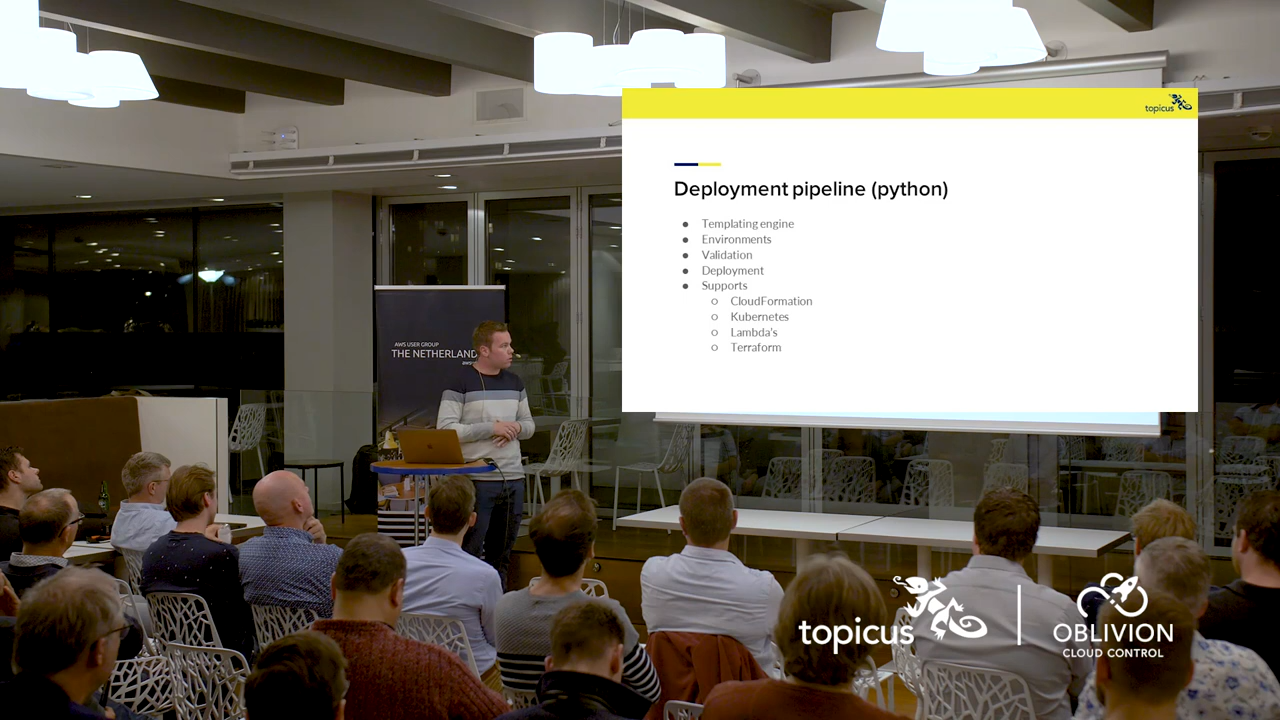 topicus
Deployment pipeline (python)
● Templating engine
● Environments
● Validation
● Deployment
● Supports
○ CloudFormation
○ Kubernetes
○ Lambda's
○ Terraform
AWS USER GROUP
THE NETHERLAND
topicus
OBLIVION
CLOUD CONTROL